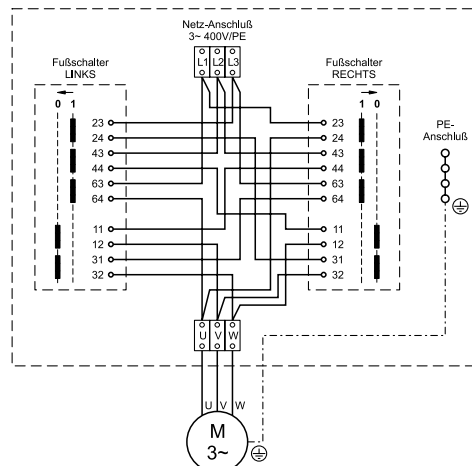 Netz-Anschluß
3~ 400V/PE
L1 L2 L3
Fußschalter
LINKS
0 1
23
24
43
44
63
64
11
12
31
32
Fußschalter
RECHTS
1 0
23
24
43
44
63
64
11
12
31
32
PE-
Anschluß
U V W
U V W
M
3~